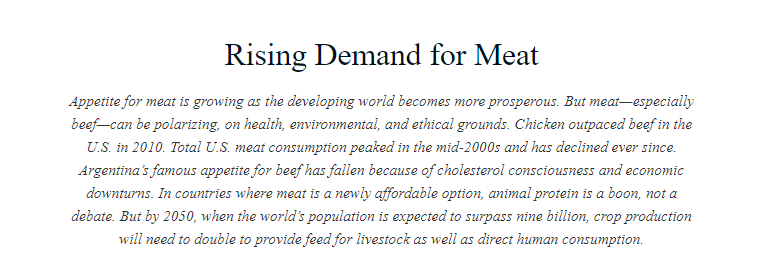 Rising Demand for Meat
Appetite for meat is growing as the developing world becomes more prosperous. But meat—especially
beef—can be polarizing, on health, environmental, and ethical grounds. Chicken outpaced beef in the
U.S. in 2010. Total U.S. meat consumption peaked in the mid-2000s and has declined ever since.
Argentina’s famous appetite for beef has fallen because of cholesterol consciousness and economic
downturns. In countries where meat is a newly affordable option, animal protein is a boon, not a
debate. But by 2050, when the world’s population is expected to surpass nine billion, crop production
will need to double to provide feed for livestock as well as direct human consumption.